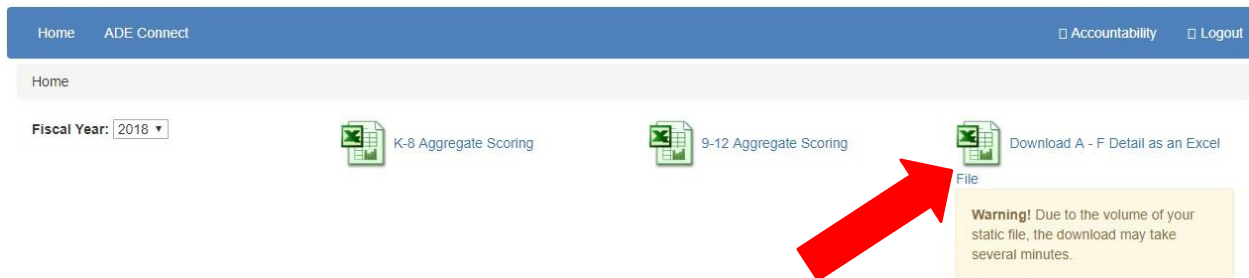 Home ADE Connect Accountability Logout
Home
Fiscal Year: 2018 K-8 Aggregate Scoring 9-12 Aggregate Scoring Download A - F Detail as an Excel
File
Warning! Due to the volume of your
static file, the download may take
several minutes.